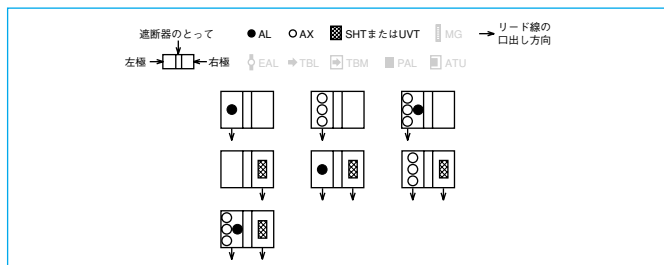 遮断器のとって
左極 右極
AL AX SHTまたはUVT MG
EAL TBL TBM PAL ATU
リード線の
口出し方向